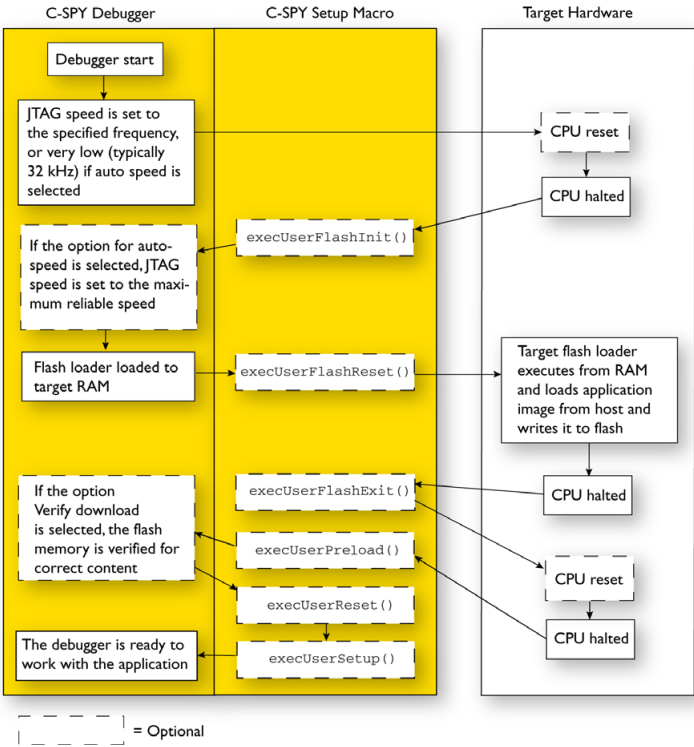 C-SPY Debugger
C-SPY Setup Macro
Target Hardware
Debugger start
JTAG speed is set to
the specified frequency,
or very low (typically
32 kHz) if auto speed is
selected
CPU reset
CPU halted
execUserFlashInit()
If the option for auto-
speed is selected, JTAG
speed is set to the maxi-
mum reliable speed
Flash loader loaded to
target RAM
execUserFlashReset()
Target flash loader
executes from RAM
and loads application
image from host and
writes it to flash
CPU halted
execUserFlashExit()
If the option
Verify download
is selected, the flash
memory is verified for
correct content
execUserPreload()
CPU reset
execUserReset()
CPU halted
The debugger is ready to
work with the application
execUserSetup()
= Optional